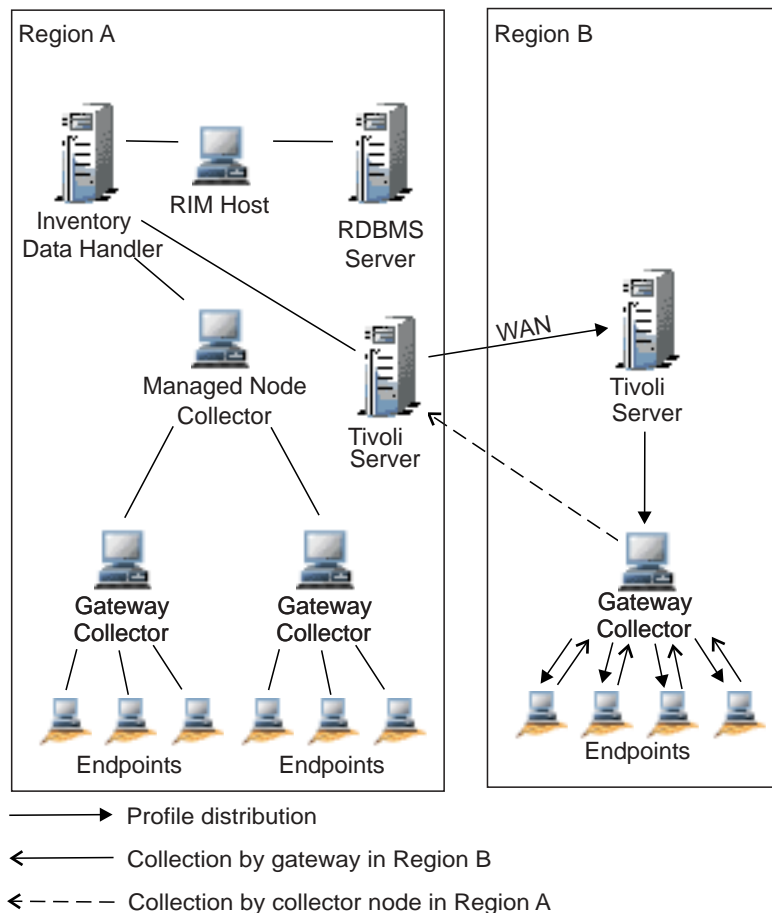 Region A
Region B
RIM Host
Inventory
Data Handler
RDBMS
Server
WAN
Managed Node
Collector
Tivoli
Server
Tivoli
Server
Gateway
Collector
Gateway
Collector
Gateway
Collector
Endpoints
Endpoints
Endpoints
Profile distribution
Collection by gateway in Region B
Collection by collector node in Region A